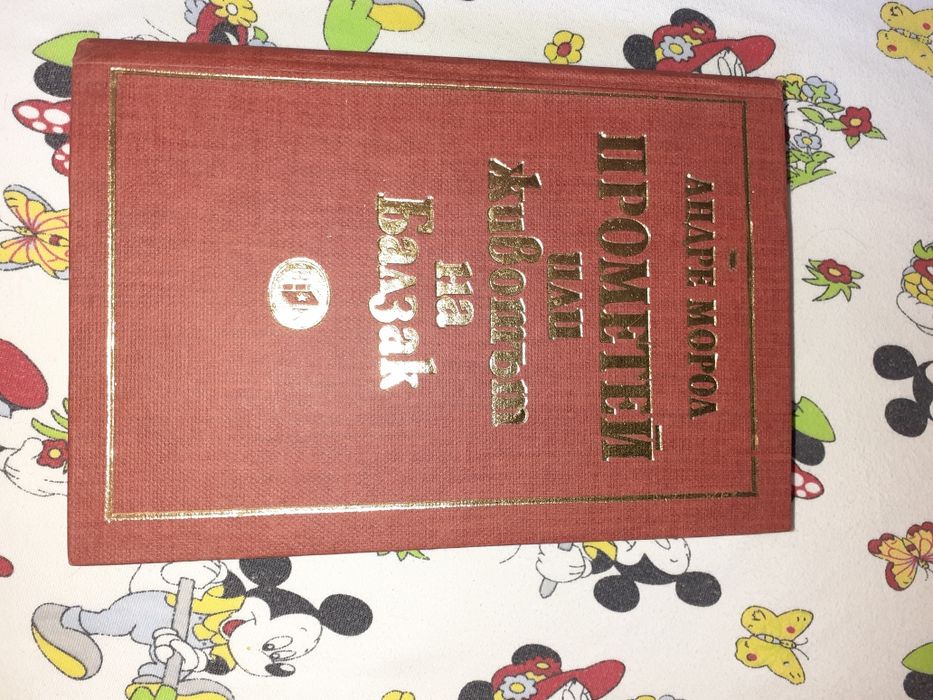 АНДРЕ МОРОА
ПРОМЕТЕЙ
или
животът
на
Балзак